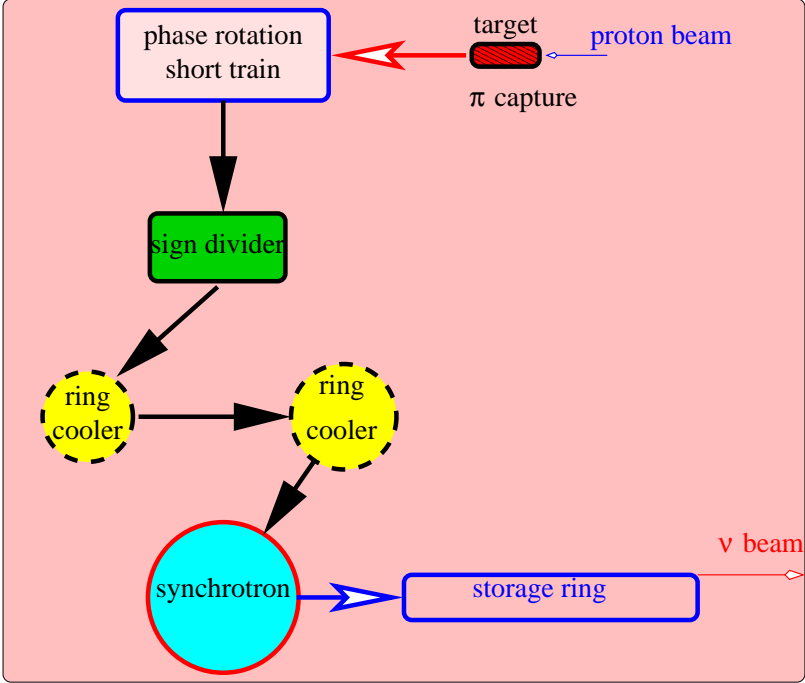 target
proton beam
π capture
phase rotation
short train
sign divider
ring
cooler
ring
cooler
synchrotron
storage ring
ν beam